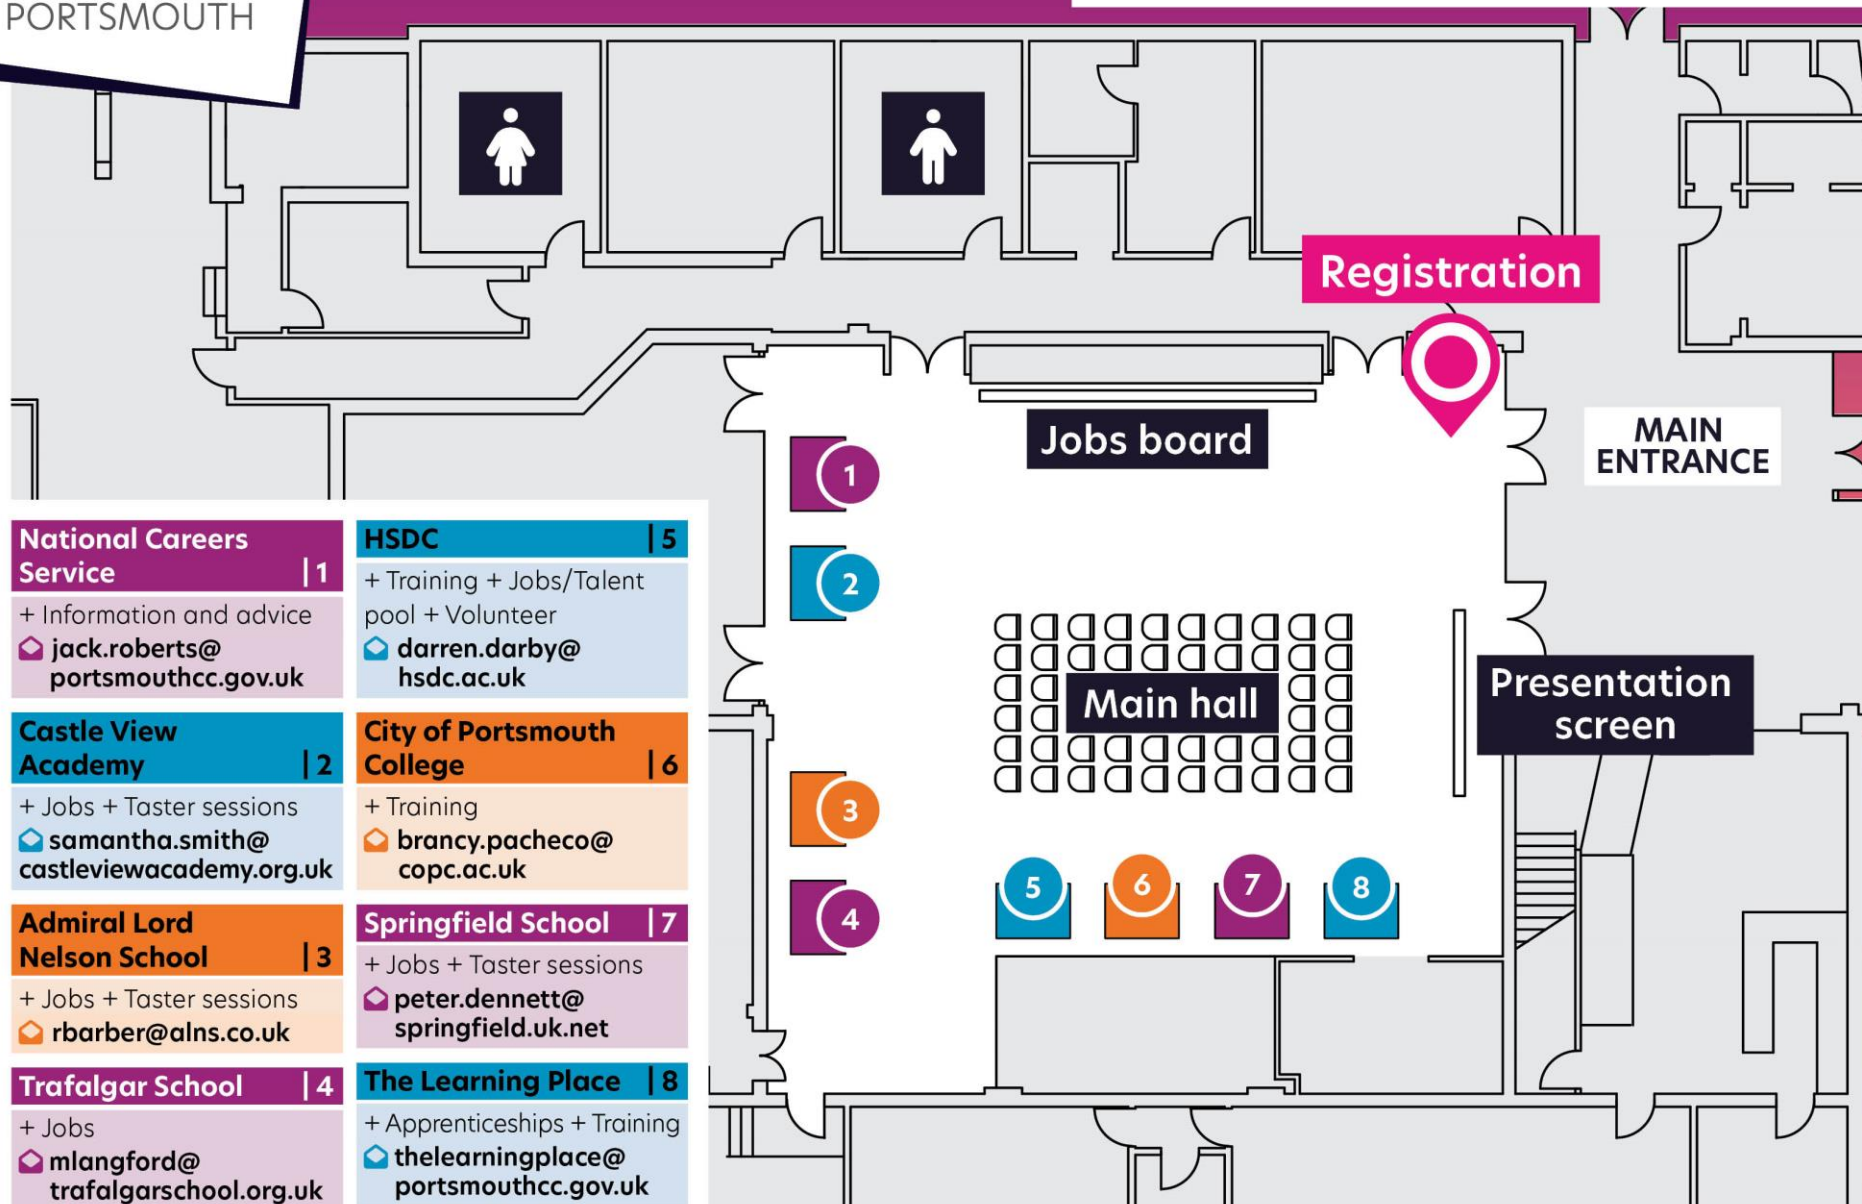 PORTSMOUTH
Registration
Jobs board
MAIN
ENTRANCE
1
2
Main hall
Presentation
screen
3
4
5
6
7
8
National Careers
Service |1
+ Information and advice
jack.roberts@
portsmouthcc.gov.uk
Castle View
Academy |2
+ Jobs + Taster sessions
samantha.smith@
castleviewacademy.org.uk
Admiral Lord
Nelson School |3
+ Jobs + Taster sessions
rbarber@alns.co.uk
Trafalgar School |4
+ Jobs
mlangford@
trafalgarschool.org.uk
HSDC |5
+ Training + Jobs/Talent
pool + Volunteer
darren.darby@
hsdc.ac.uk
City of Portsmouth
College |6
+ Training
brancy.pacheco@
copc.ac.uk
Springfield School |7
+ Jobs + Taster sessions
peter.dennett@
springfield.uk.net
The Learning Place |8
+ Apprenticeships + Training
thelearningplace@
portsmouthcc.gov.uk